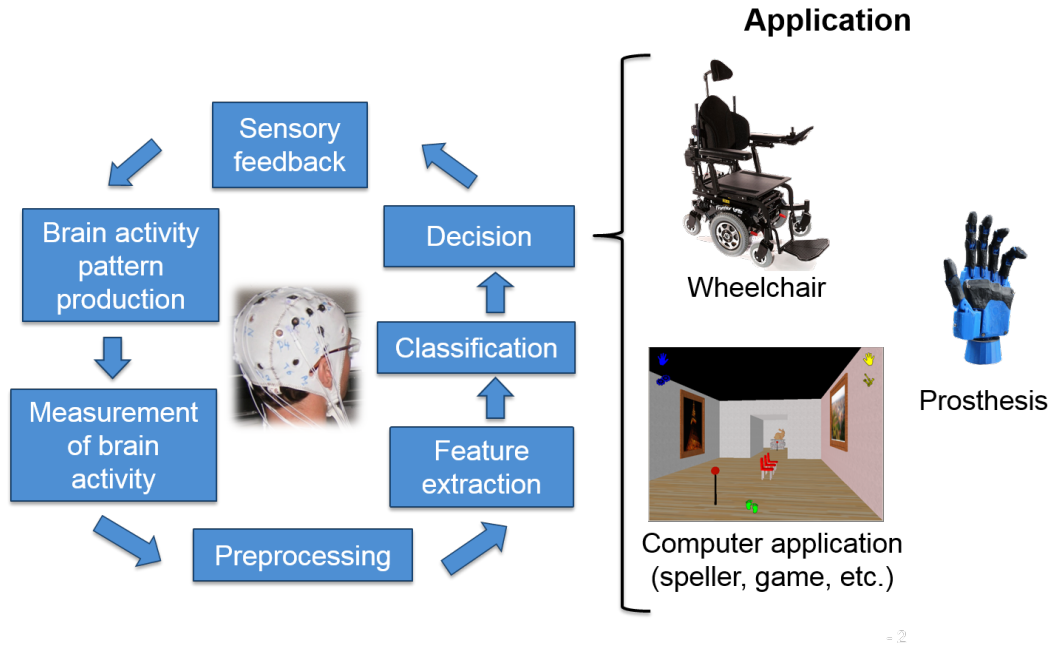 Application
Sensory
feedback
Brain activity
pattern
production
Decision
Wheelchair
Classification
Measurement
of brain
activity
Feature
extraction
Prosthesis
Preprocessing
Computer application
(speller, game, etc.)
- 2